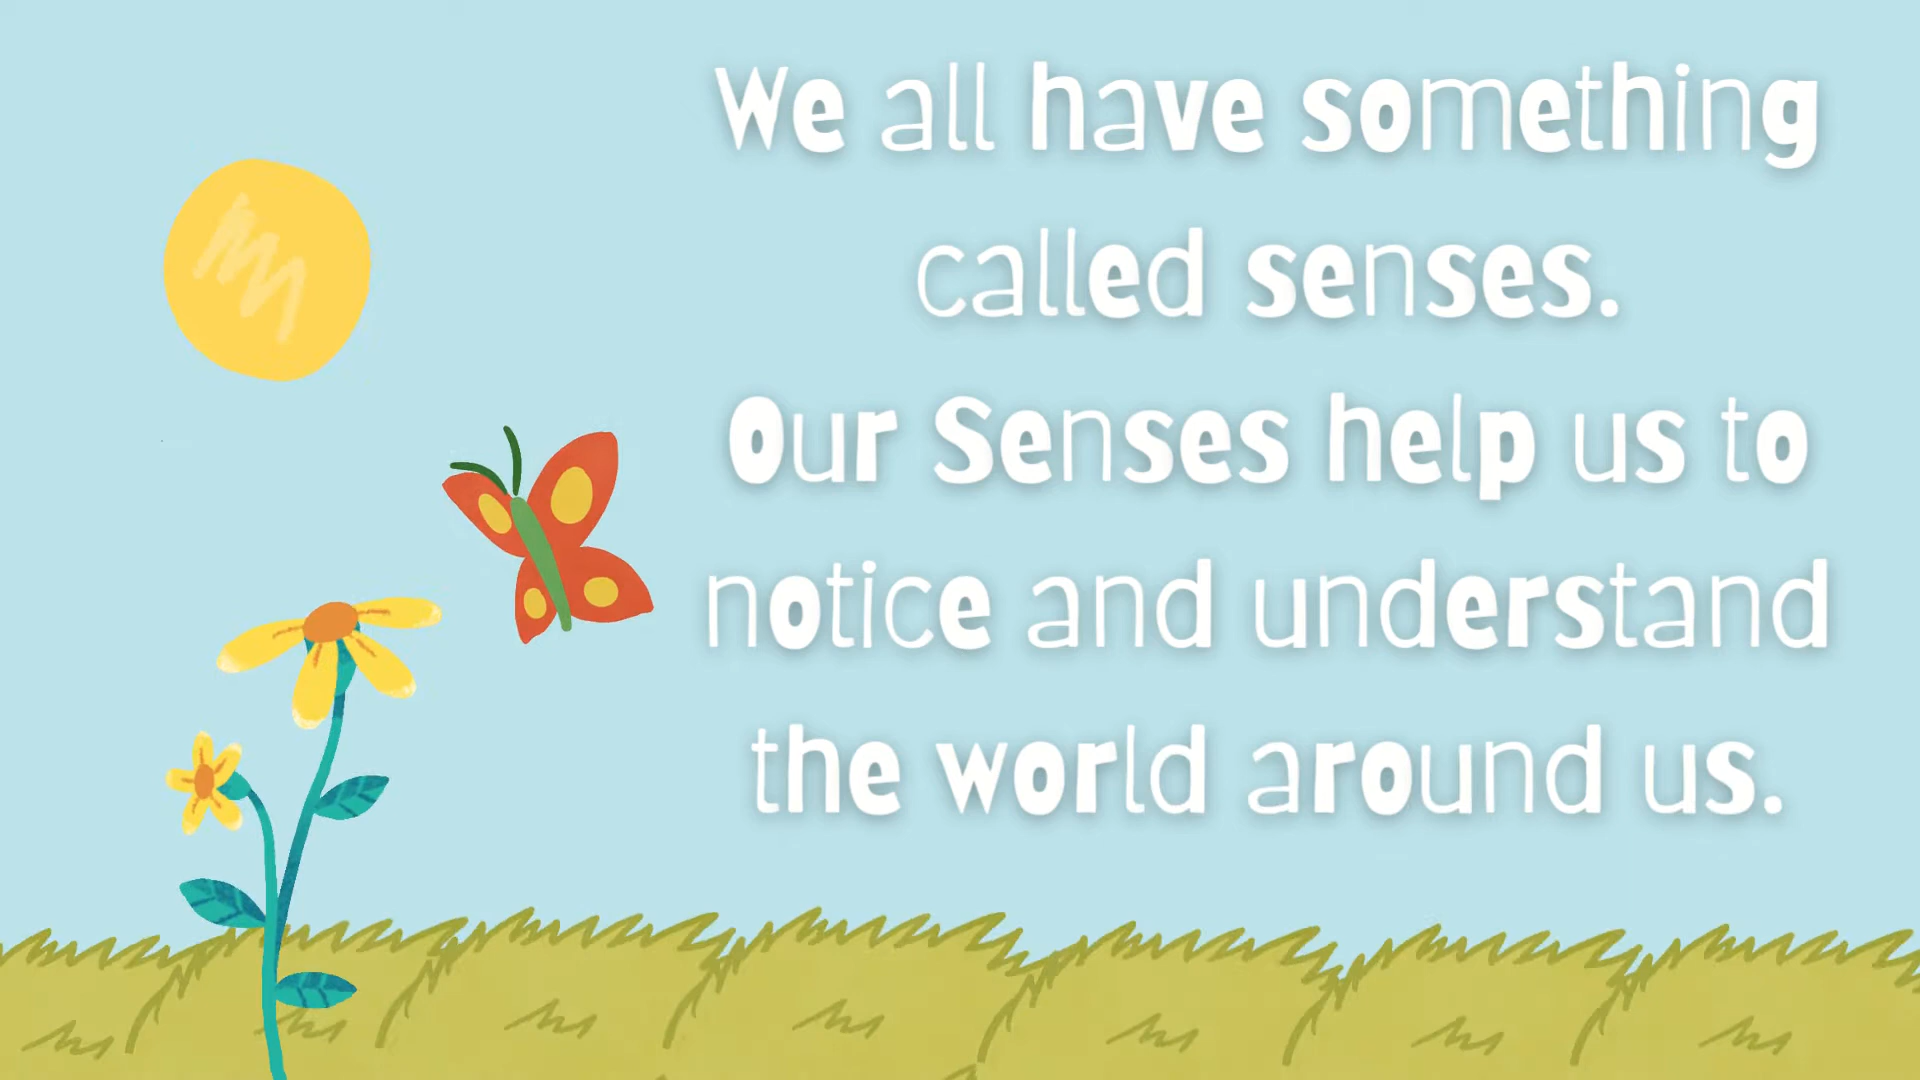 We all have something
called senses.
Our Senses help us to
notice and understand
the world around us.